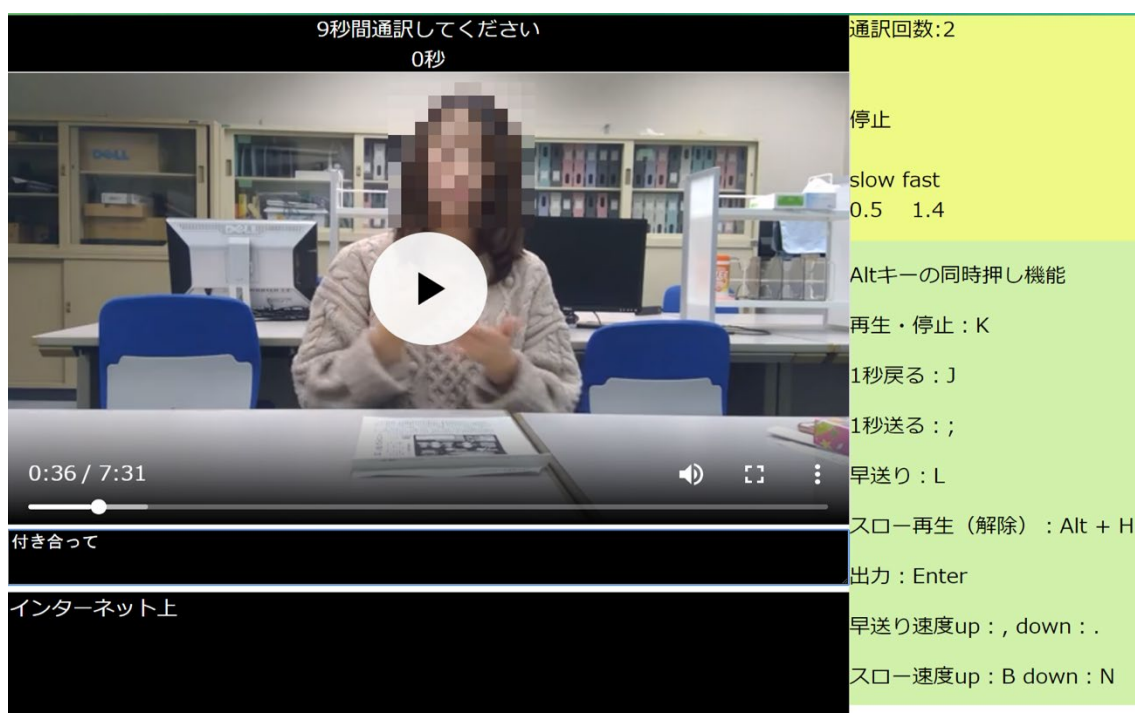 9秒間通訳してください
0秒
DELL
DELL
0:36 / 7:31
付き合って
インターネット上
通訳回数:2
停止
slow fast
0.5 1.4
Altキーの同時押し機能
再生・停止：K
1秒戻る：J
1秒送る：;
早送り：L
スロー再生（解除）：Alt + H
出力：Enter
早送り速度up：, down：.
スロー速度up：B down：N